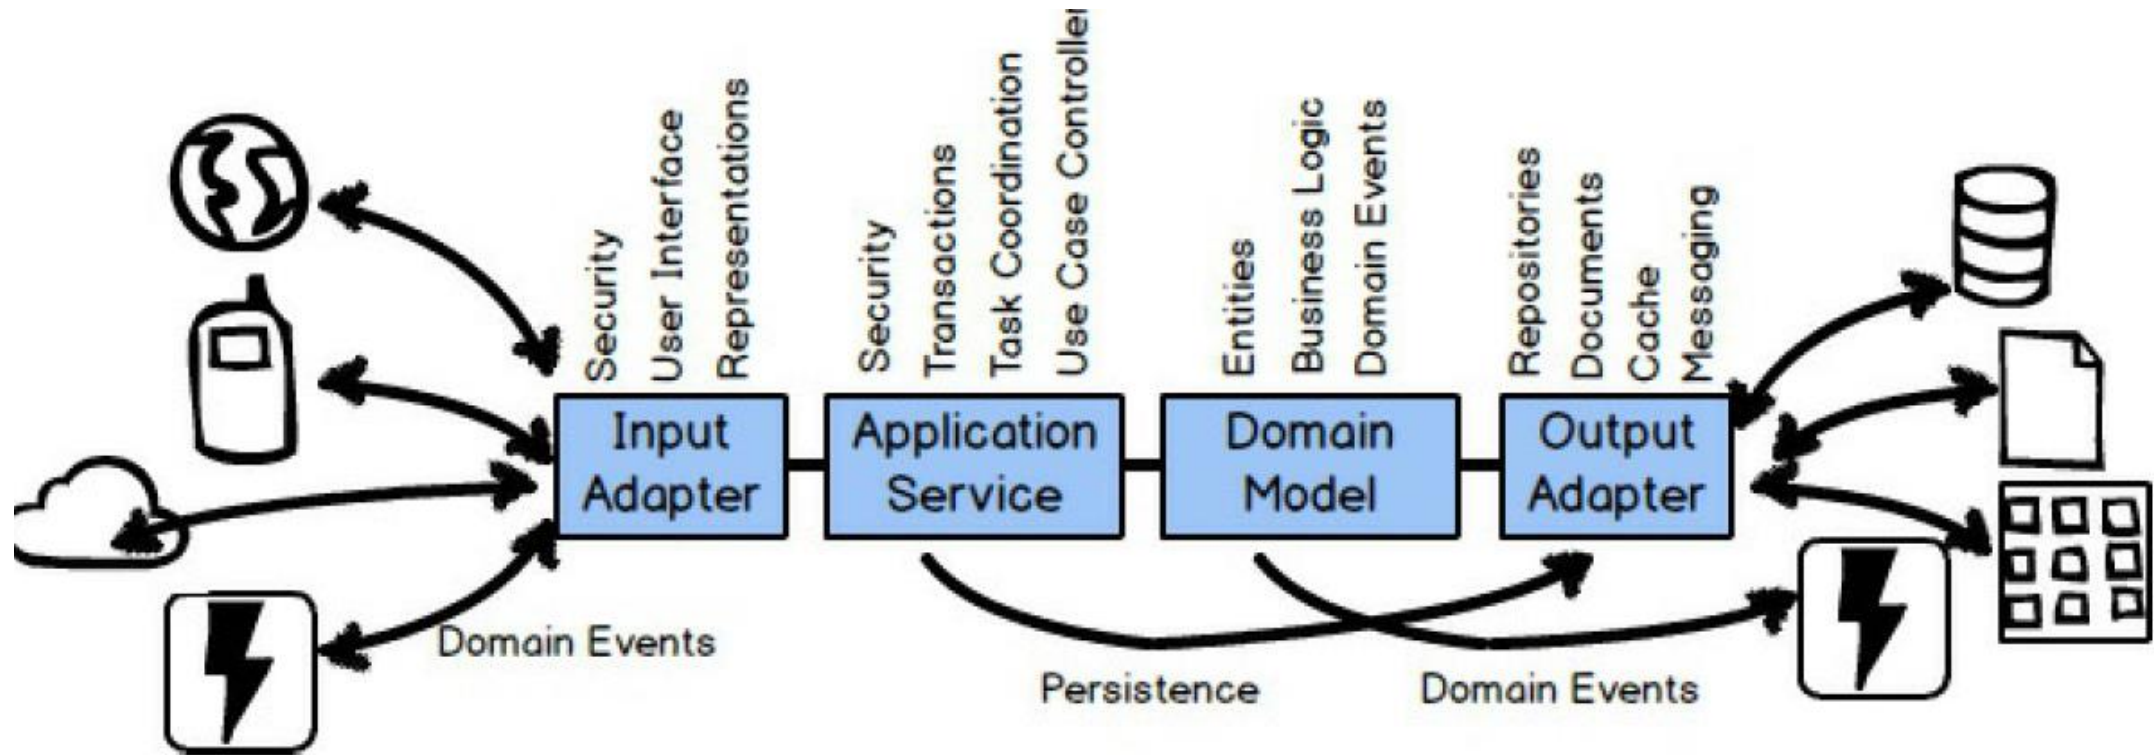 Security
User Interface
Representations
Security
Transactions
Task Coordination
Use Case Controller
Entities
Business Logic
Domain Events
Repositories
Documents
Cache
Messaging
Input
Adapter
Application
Service
Domain
Model
Output
Adapter
Domain Events
Persistence
Domain Events